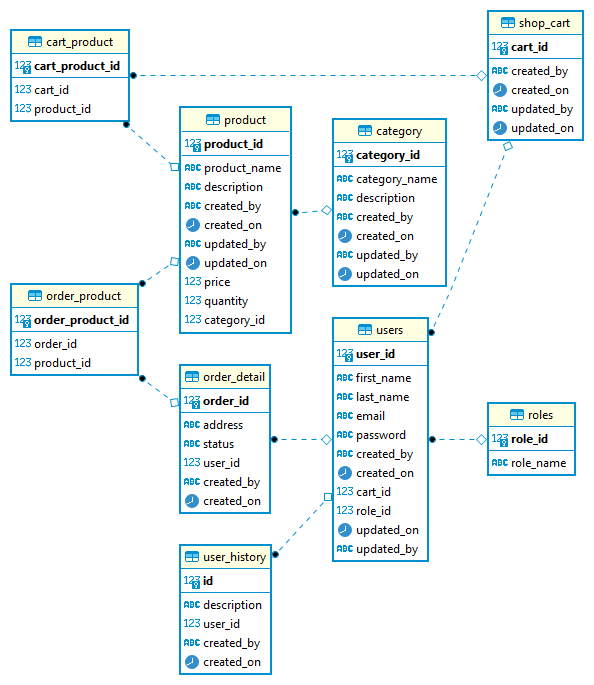 cart_product
123 cart_product_id
123 cart_id
123 product_id
shop_cart
123 cart_id
ABC created_by
created_on
ABC updated_by
updated_on
product
123 product_id
ABC product_name
ABC description
ABC created_by
created_on
ABC updated_by
updated_on
123 price
123 quantity
123 category_id
category
123 category_id
ABC category_name
ABC description
ABC created_by
created_on
ABC updated_by
updated_on
order_product
123 order_product_id
123 order_id
123 product_id
users
123 user_id
ABC first_name
ABC last_name
ABC email
ABC password
ABC created_by
created_on
123 cart_id
123 role_id
updated_on
ABC updated_by
order_detail
123 order_id
ABC address
ABC status
123 user_id
ABC created_by
created_on
roles
123 role_id
ABC role_name
user_history
123 id
ABC description
123 user_id
ABC created_by
created_on